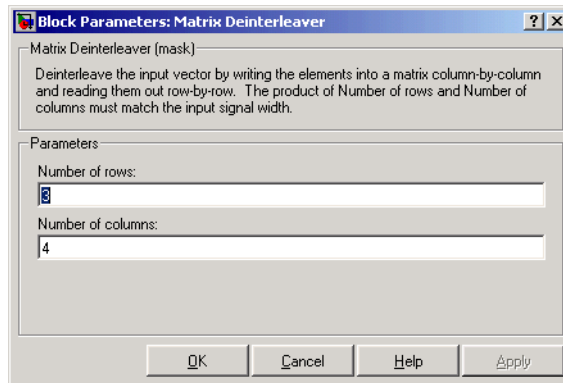 Block Parameters: Matrix Deinterleaver
Matrix Deinterleaver (mask)
Deinterleave the input vector by writing the elements into a matrix column-by-column
and reading them out row-by-row.  The product of Number of rows and Number of
columns must match the input signal width.
Parameters
Number of rows:
3
Number of columns:
4
OK Cancel Help Apply